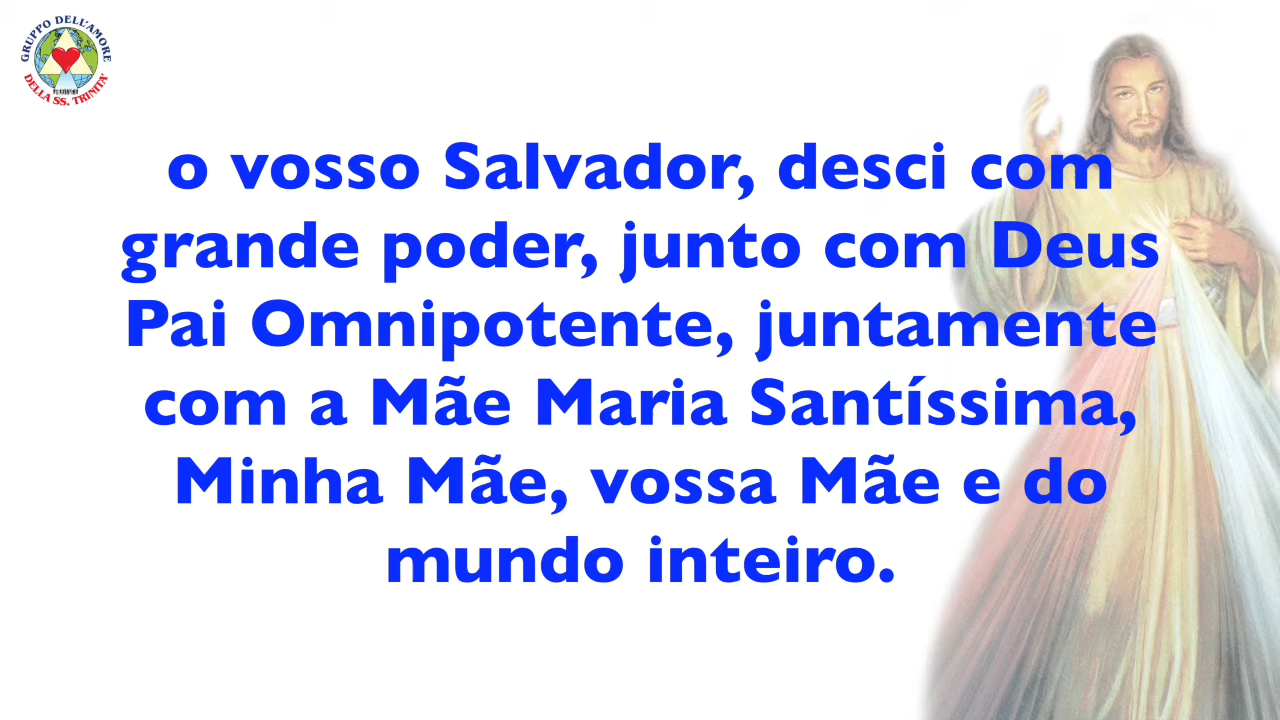 GRUPPO DELL'AMORE
DELLA SS. TRINITA'
o vosso Salvador, desci com
grande poder, junto com Deus
Pai Omnipotente, juntamente
com a Mãe Maria Santíssima,
Minha Mãe, vossa Mãe e do
mundo inteiro.